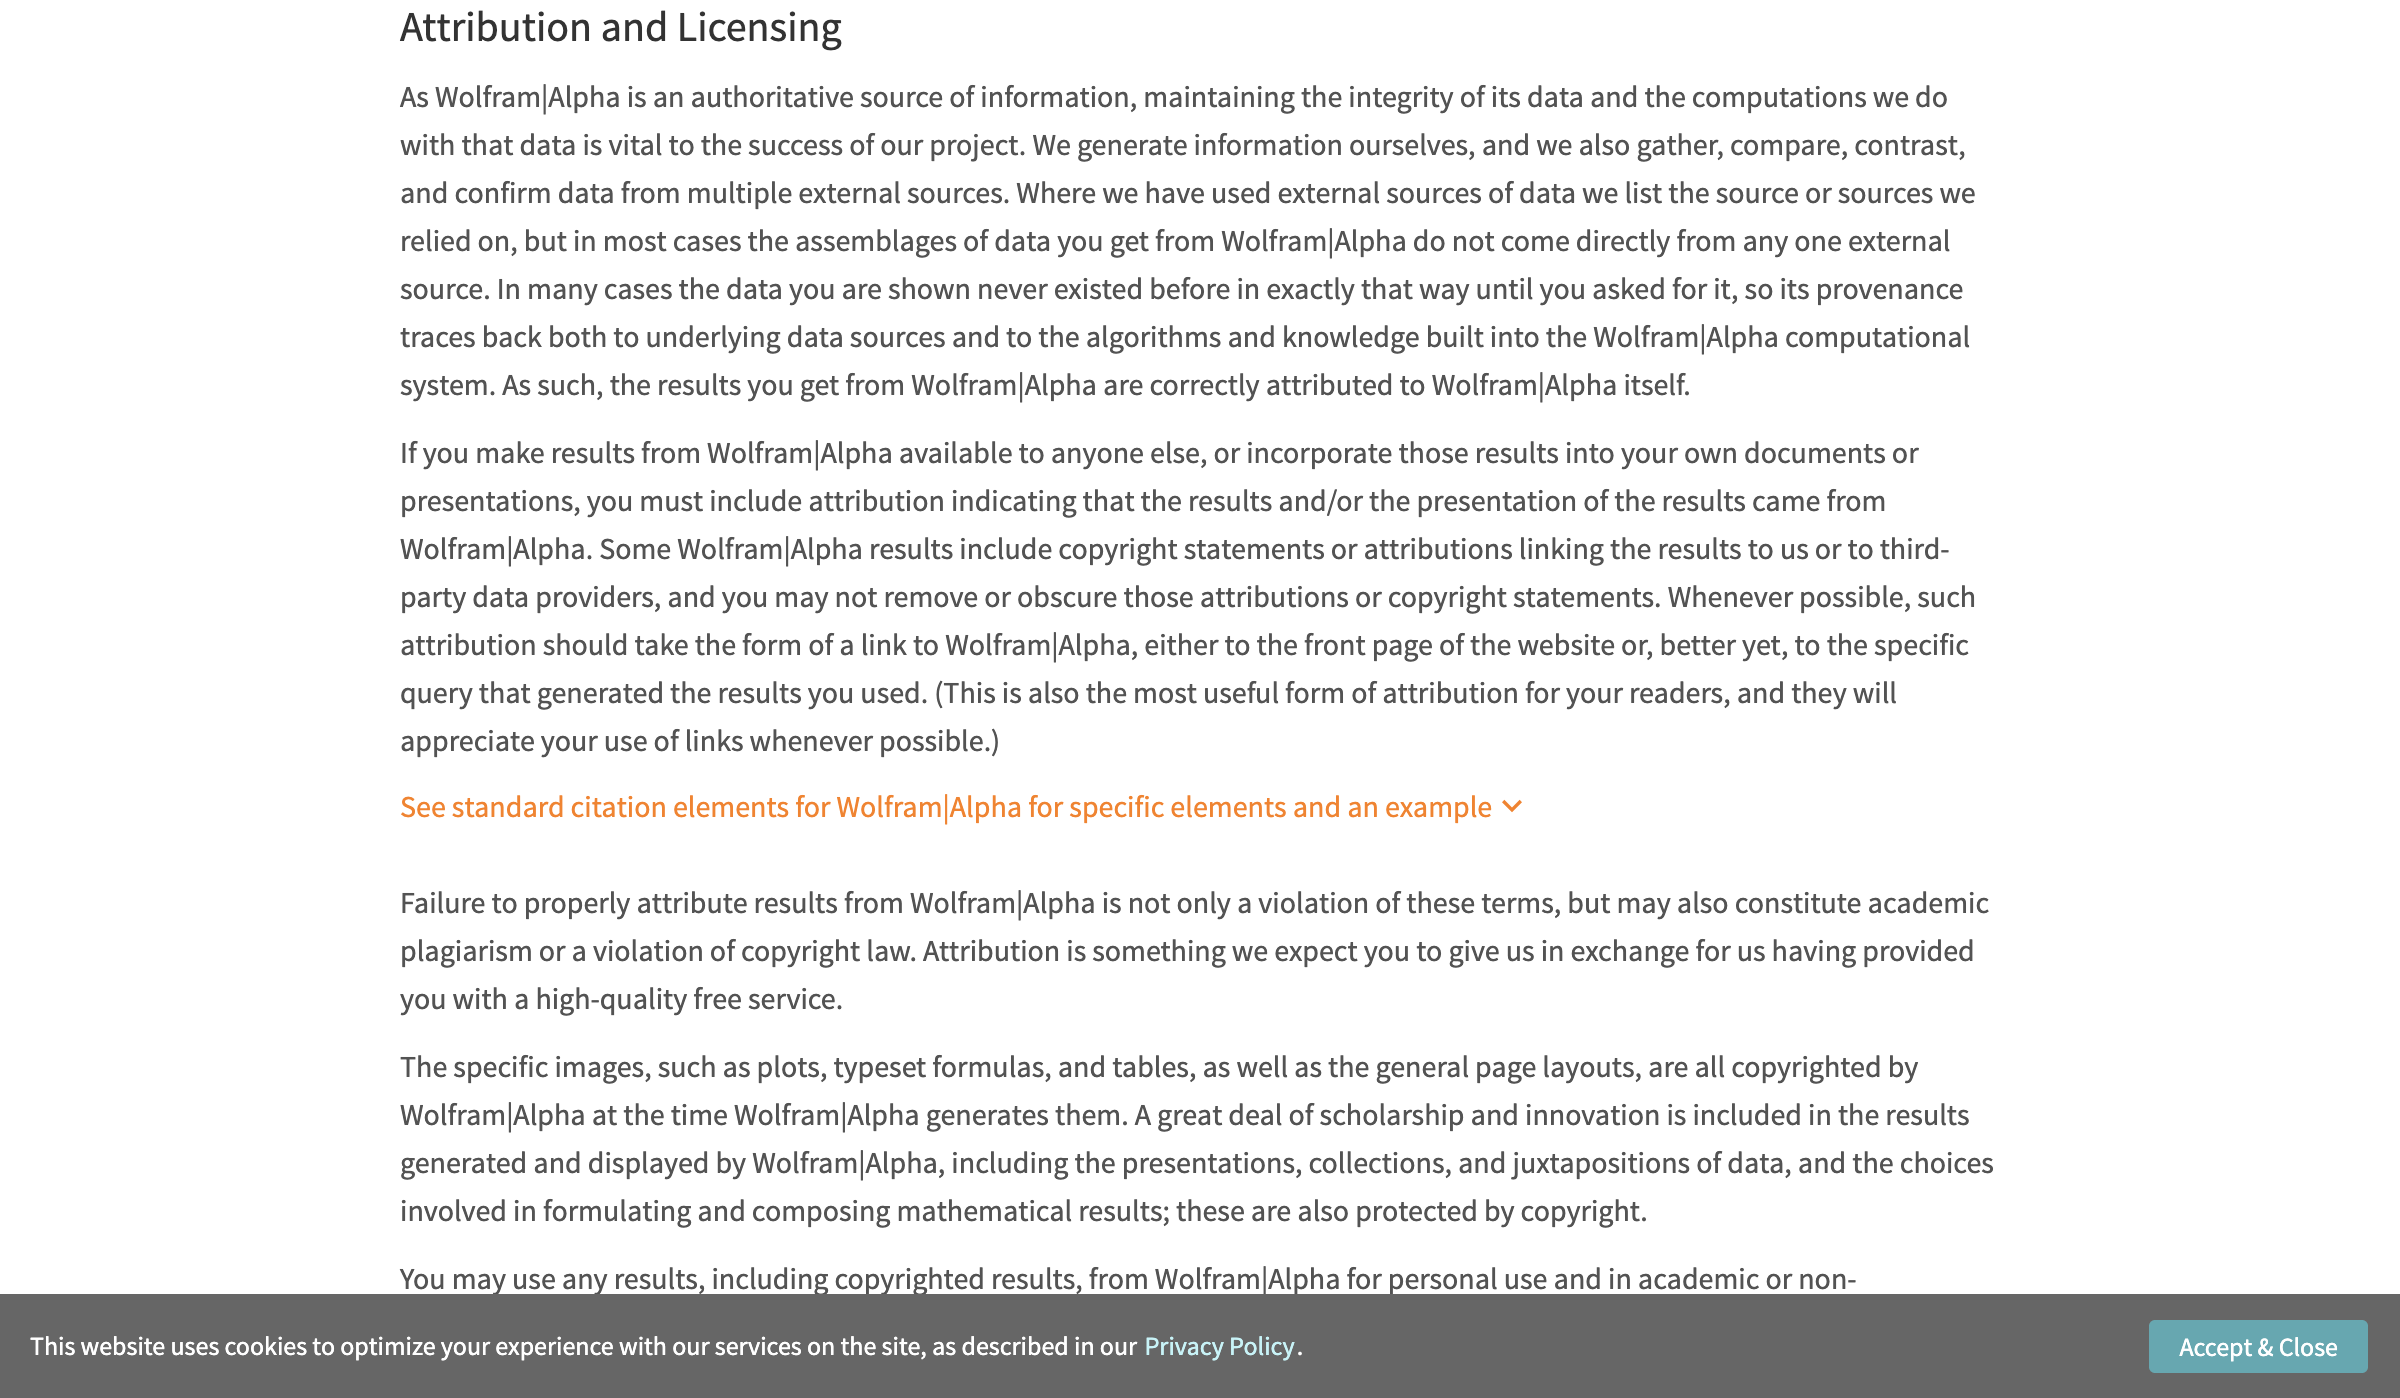 Attribution and Licensing
As Wolfram|Alpha is an authoritative source of information, maintaining the integrity of its data and the computations we do
with that data is vital to the success of our project. We generate information ourselves, and we also gather, compare, contrast,
and confirm data from multiple external sources. Where we have used external sources of data we list the source or sources we
relied on, but in most cases the assemblages of data you get from Wolfram|Alpha do not come directly from any one external
source. In many cases the data you are shown never existed before in exactly that way until you asked for it, so its provenance
traces back both to underlying data sources and to the algorithms and knowledge built into the Wolfram|Alpha computational
system. As such, the results you get from Wolfram|Alpha are correctly attributed to Wolfram|Alpha itself.
If you make results from Wolfram|Alpha available to anyone else, or incorporate those results into your own documents or
presentations, you must include attribution indicating that the results and/or the presentation of the results came from
Wolfram|Alpha. Some Wolfram|Alpha results include copyright statements or attributions linking the results to us or to third-
party data providers, and you may not remove or obscure those attributions or copyright statements. Whenever possible, such
attribution should take the form of a link to Wolfram|Alpha, either to the front page of the website or, better yet, to the specific
query that generated the results you used. (This is also the most useful form of attribution for your readers, and they will
appreciate your use of links whenever possible.)
See standard citation elements for Wolfram|Alpha for specific elements and an example
Failure to properly attribute results from Wolfram|Alpha is not only a violation of these terms, but may also constitute academic
plagiarism or a violation of copyright law. Attribution is something we expect you to give us in exchange for us having provided
you with a high-quality free service.
The specific images, such as plots, typeset formulas, and tables, as well as the general page layouts, are all copyrighted by
Wolfram|Alpha at the time Wolfram|Alpha generates them. A great deal of scholarship and innovation is included in the results
generated and displayed by Wolfram|Alpha, including the presentations, collections, and juxtapositions of data, and the choices
involved in formulating and composing mathematical results; these are also protected by copyright.
You may use any results, including copyrighted results, from Wolfram|Alpha for personal use and in academic or non-
This website uses cookies to optimize your experience with our services on the site, as described in our Privacy Policy.
Accept & Close